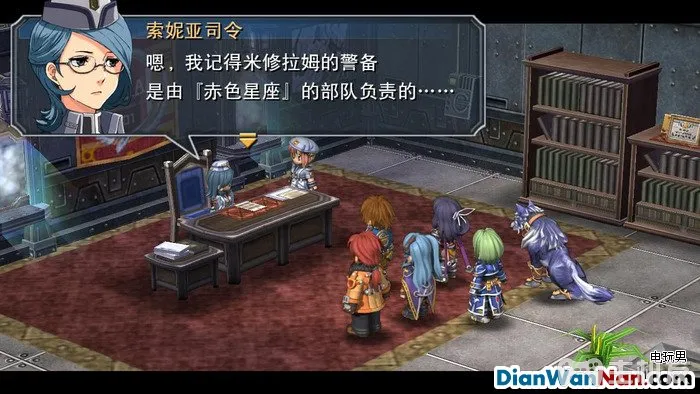 索妮亚司令
嗯，我记得米修拉姆的警备
是由『赤色星座』的部队负责的……
电玩男
DianWanNan.com